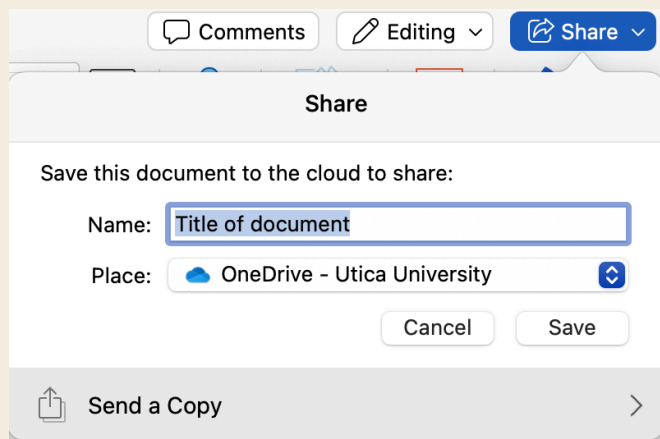 Comments Editing Share
Share
Save this document to the cloud to share:
Name: Title of document
Place: OneDrive - Utica University
Cancel Save
Send a Copy